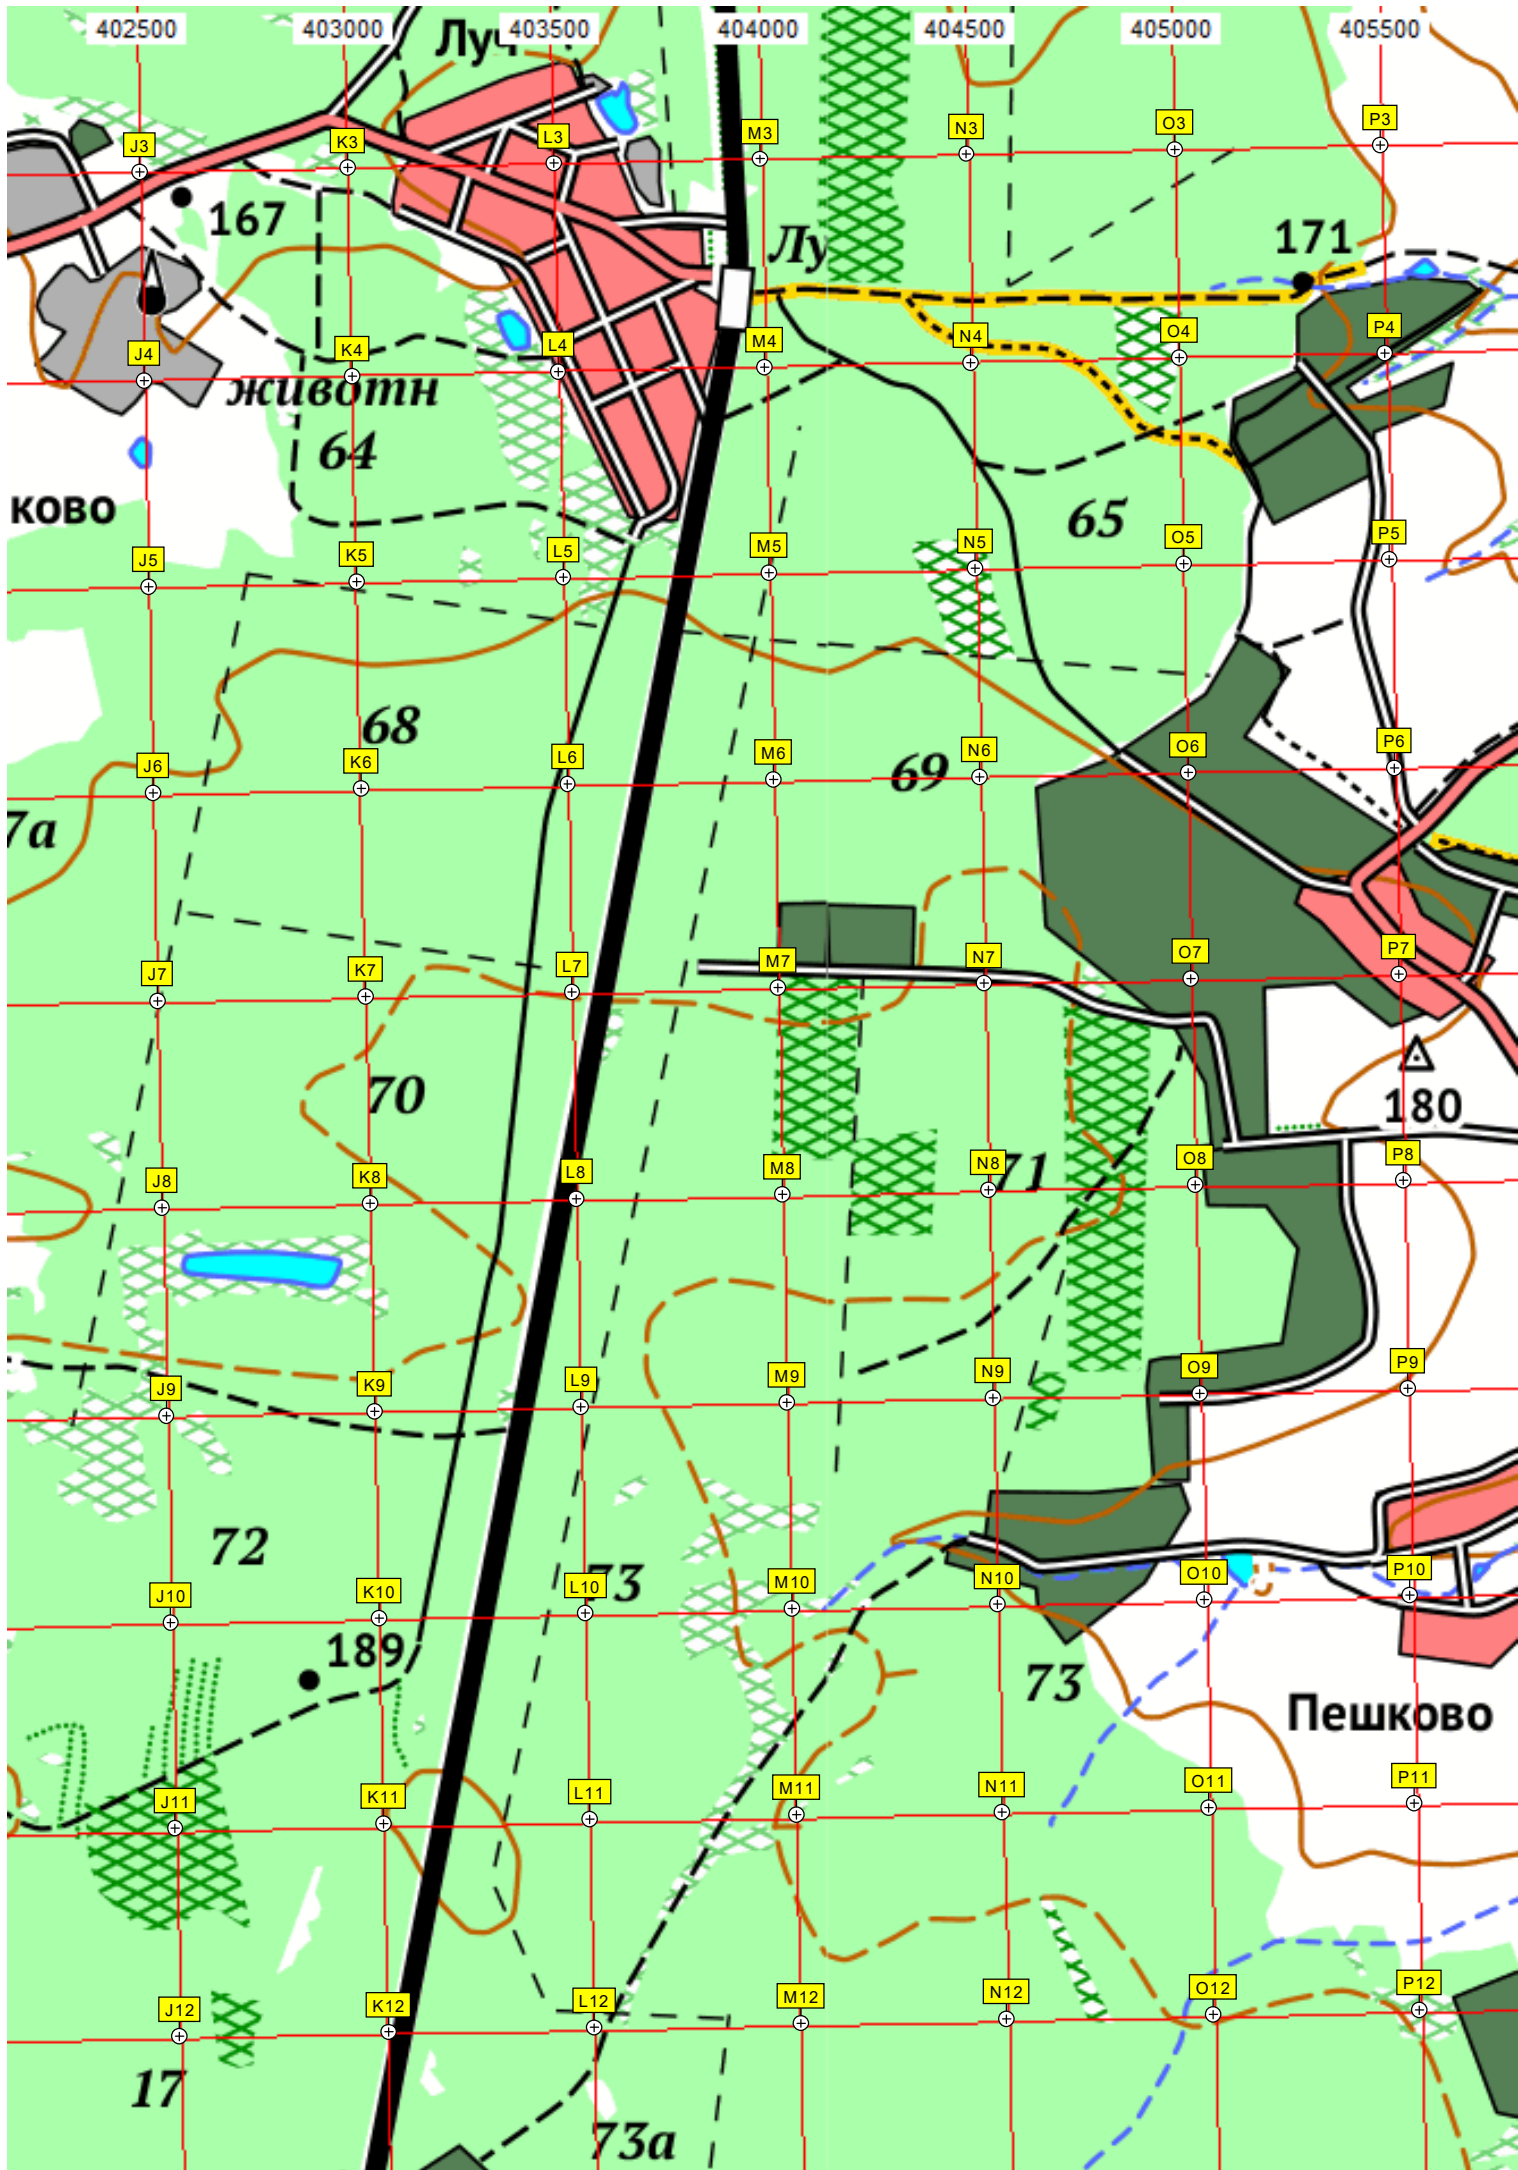 402500 403000 403500 404000 404500 405000 405500
Луч
J3 K3 L3 M3 N3 O3 P3
167
Лу
171
J4 K4 L4 M4 N4 O4 P4
животн
64
ково
65
J5 K5 L5 M5 N5 O5 P5
68
69
J6 K6 L6 M6 N6 O6 P6
7а
J7 K7 L7 M7 N7 O7 P7
70
180
71
J8 K8 L8 M8 N8 O8 P8
J9 K9 L9 M9 N9 O9 P9
72
73
J10 K10 L10 M10 N10 O10 P10
189
73
Пешково
J11 K11 L11 M11 N11 O11 P11
J12 K12 L12 M12 N12 O12 P12
17
73а